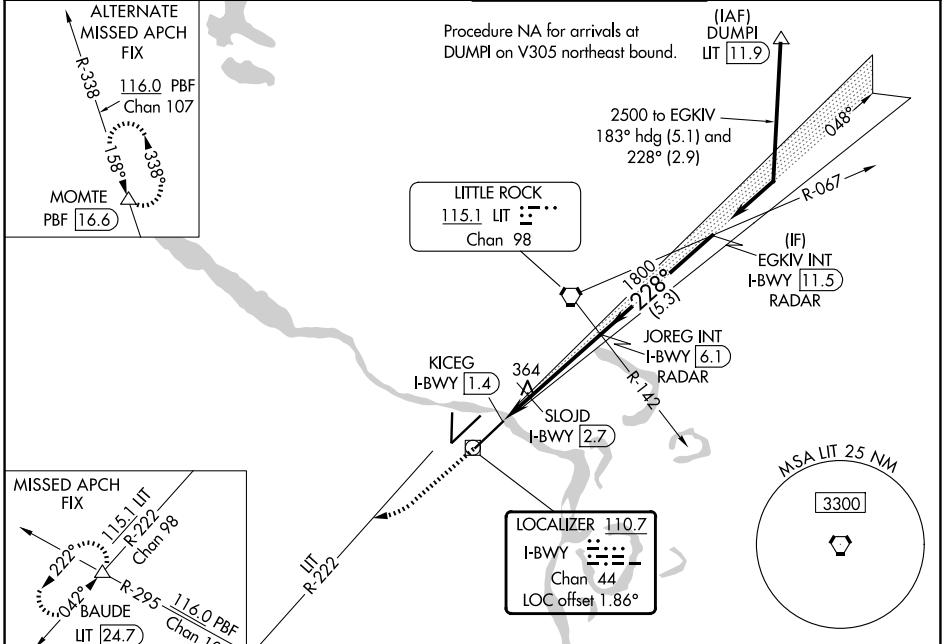 ALTERNATE
MISSED APCH
FIX
R-338
116.0 PBF
Chan 107
158°
338°
MOMTE
PBF 16.6
Procedure NA for arrivals at
DUMPI on V305 northeast bound.
(IAF)
DUMPI
LIT 11.9
2500 to EGKIV
183° hdg (5.1) and
228° (2.9)
048°
R-067
LITTLE ROCK
115.1 LIT
Chan 98
(IF)
EGKIV INT
I-BWY 11.5
RADAR
1800
228°
(5.3)
JOREG INT
I-BWY 6.1
RADAR
R-142
KICEG
I-BWY 1.4
364
SLOJD
I-BWY 2.7
MSA LIT 25 NM
3300
LOCALIZER 110.7
I-BWY
Chan 44
LOC offset 1.86°
LIT
R-222
MISSED APCH
FIX
115.1 LIT
R-222
Chan 98
222°
042°
R-295
116.0 PBF
BAUDE
LIT 24.7